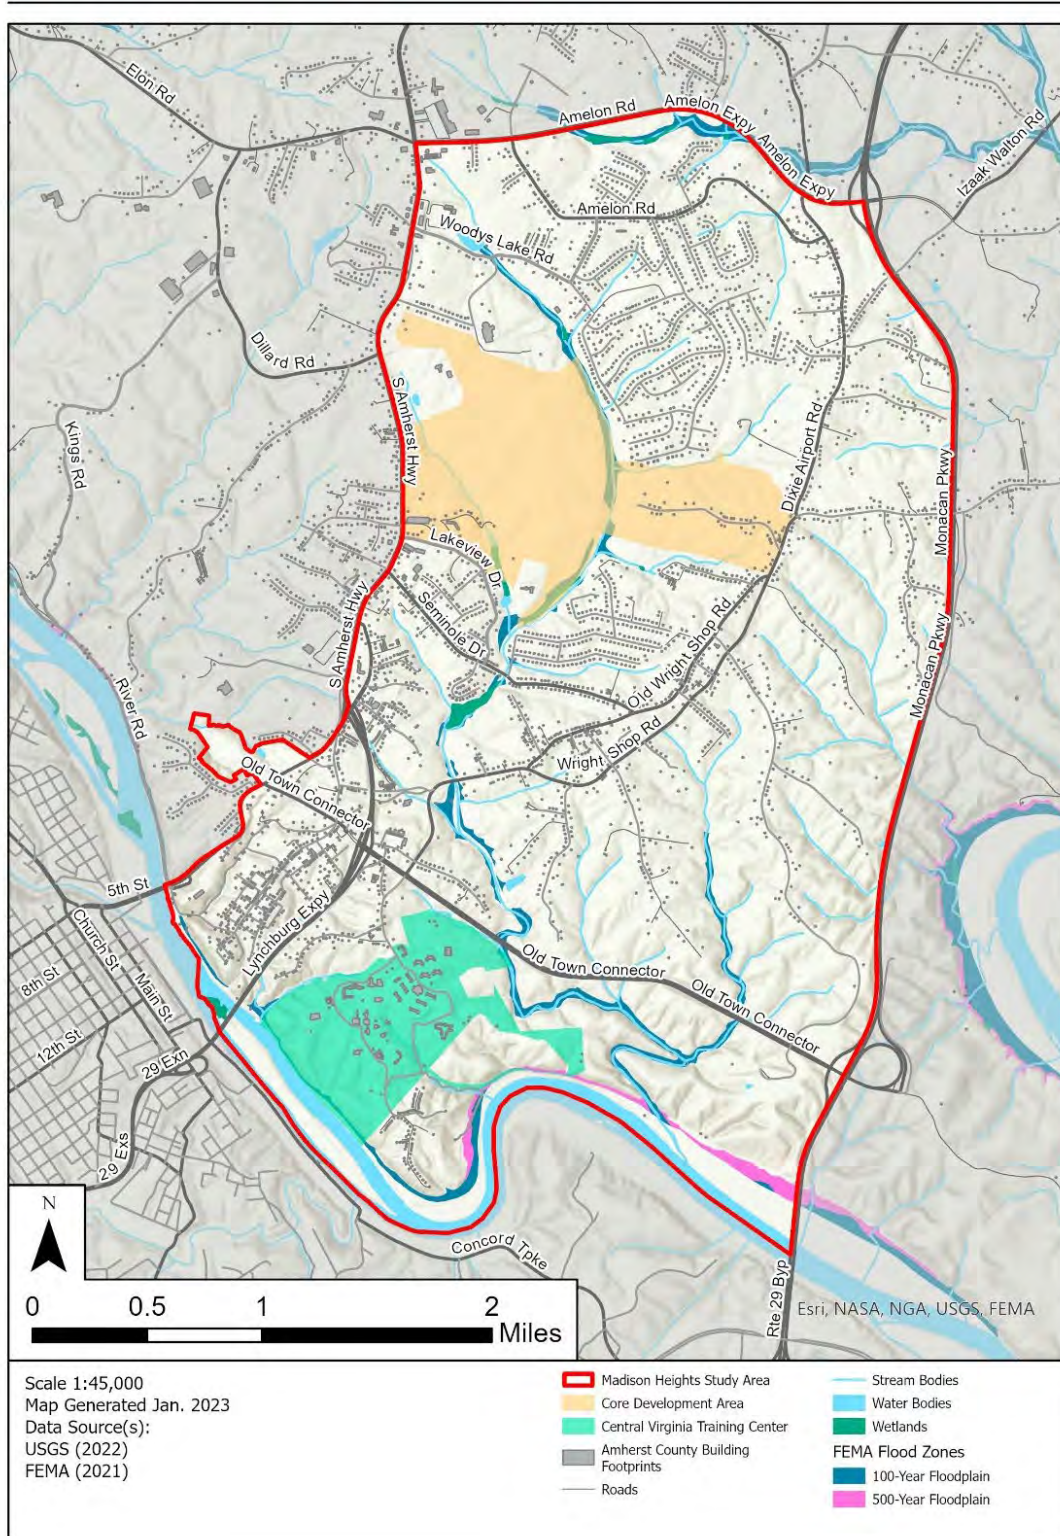 Elon Rd
Amelon Rd
Amelon Expy
Amelon Expy
Izaak Walton Rd
Amelon Rd
Woodys Lake Rd
Dillard Rd
S Amherst Hwy
Kings Rd
Dixie Airport Rd
Monacan Pkwy
Lakeview Dr
Seminole Dr
S Amherst Hwy
Old Wright Shop Rd
Monacan Pkwy
River Rd
Wright Shop Rd
Old Town Connector
5th St
Church St
Lynchburg Expy
8th St
Main St
Old Town Connector
Old Town Connector
12th St
29 Exn
29 Exs
N
Concord Tpke
Rte 29 Byp
0 0.5 1 2
Miles
Esri, NASA, NGA, USGS, FEMA
Scale 1:45,000
Map Generated Jan. 2023
Data Source(s):
USGS (2022)
FEMA (2021)
Madison Heights Study Area
Core Development Area
Central Virginia Training Center
Amherst County Building
Footprints
Roads
Stream Bodies
Water Bodies
Wetlands
FEMA Flood Zones
100-Year Floodplain
500-Year Floodplain